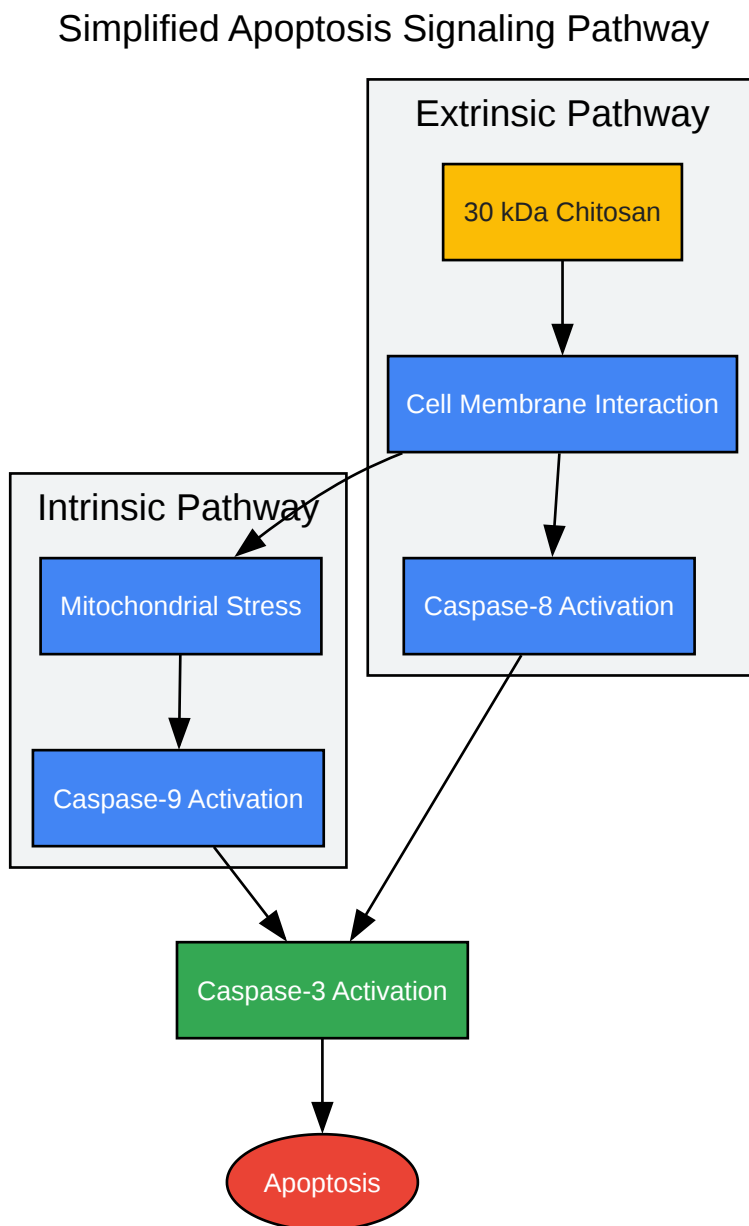 Simplified Apoptosis Signaling Pathway
Extrinsic Pathway
30 kDa Chitosan
Cell Membrane Interaction
Intrinsic Pathway
Mitochondrial Stress
Caspase-8 Activation
Caspase-9 Activation
Caspase-3 Activation
Apoptosis